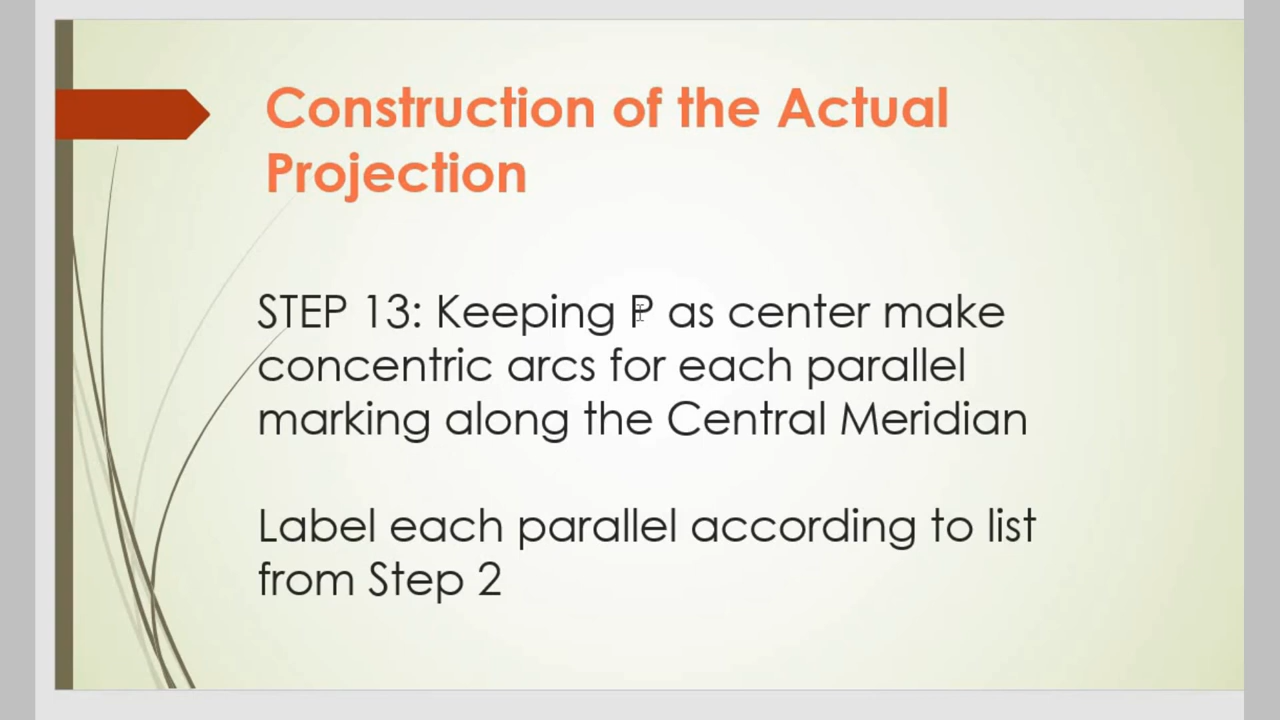 Construction of the Actual
Projection
STEP 13: Keeping P as center make
concentric arcs for each parallel
marking along the Central Meridian
Label each parallel according to list
from Step 2